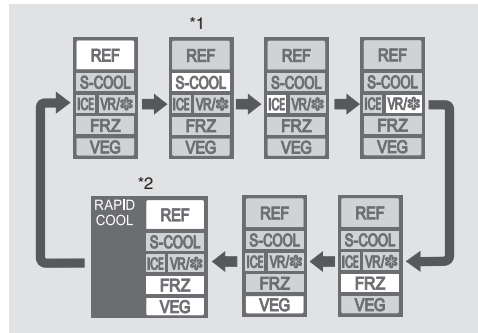 *1
REF
S-COOL
ICE VR/❄
FRZ
VEG
REF
S-COOL
ICE VR/❄
FRZ
VEG
REF
S-COOL
ICE VR/❄
FRZ
VEG
REF
S-COOL
ICE VR/❄
FRZ
VEG
*2
RAPID
COOL
REF
S-COOL
ICE VR/❄
FRZ
VEG
REF
S-COOL
ICE VR/❄
FRZ
VEG
REF
S-COOL
ICE VR/❄
FRZ
VEG